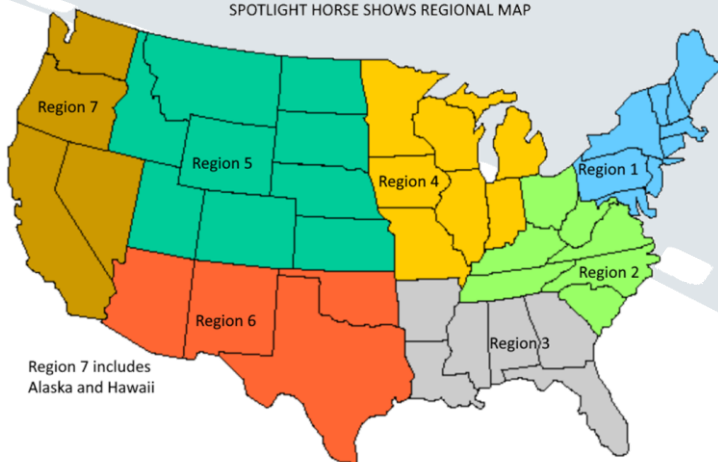 SPOTLIGHT HORSE SHOWS REGIONAL MAP
Region 7
Region 5
Region 4
Region 1
Region 2
Region 6
Region 3
Region 7 includes
Alaska and Hawaii